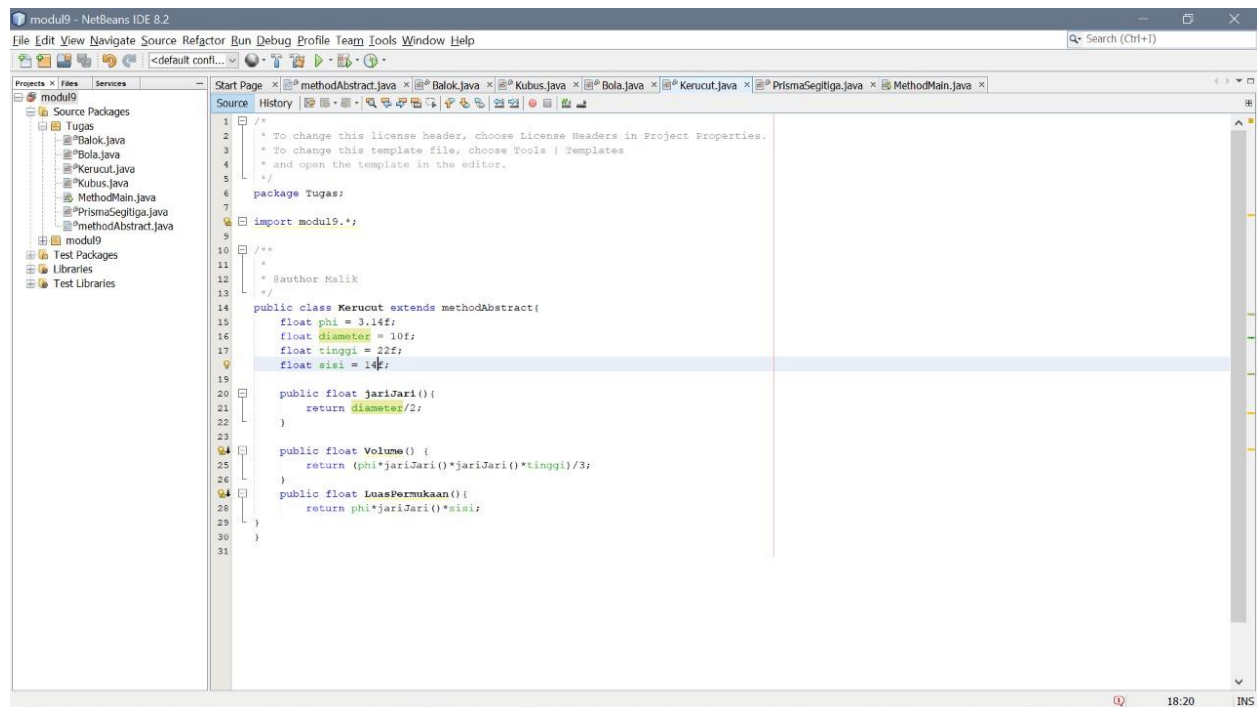 modul9 - NetBeans IDE 8.2
File Edit View Navigate Source Refactor Run Debug Profile Team Tools Window Help
Search (Ctrl+I)
<default confi...
Projects Files Services
Start Page methodAbstract.java Balok.java Kubus.java Bola.java Kerucut.java PrismaSegitiga.java MethodMain.java
modul9
Source Packages
Tugas
Balok.java
Bola.java
Kerucut.java
Kubus.java
MethodMain.java
PrismaSegitiga.java
methodAbstract.java
modul9
Test Packages
Libraries
Test Libraries
Source History
1 /*
2 * To change this license header, choose License Headers in Project Properties.
3 * To change this template file, choose Tools | Templates
4 * and open the template in the editor.
5 */
6 package Tugas;
7
import modul9.*;
9
10 /**
11 *
12 * @author Malik
13 */
14 public class Kerucut extends methodAbstract{
15 float phi = 3.14f;
16 float diameter = 10f;
17 float tinggi = 22f;
float sisi = 14f;
19
20 public float jariJari(){
21 return diameter/2;
22 }
23
public float Volume() {
25 return (phi*jariJari()*jariJari()*tinggi)/3;
26 }
public float LuasPermukaan(){
28 return phi*jariJari()*sisi;
29 }
30 }
31
18:20 INS